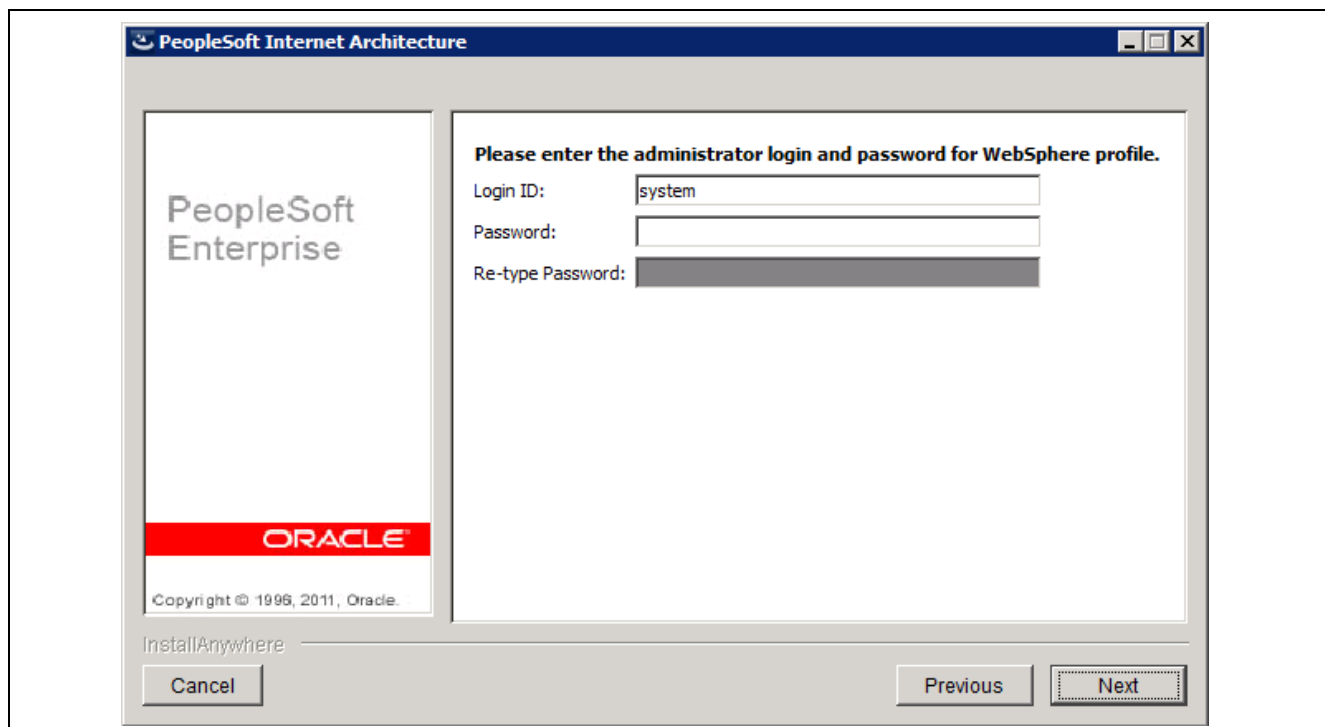 PeopleSoft Internet Architecture
Please enter the administrator login and password for WebSphere profile.
Login ID:
system
Password:
Re-type Password:
PeopleSoft
Enterprise
ORACLE
Copyright © 1996, 2011, Oracle.
InstallAnywhere
Cancel
Previous
Next